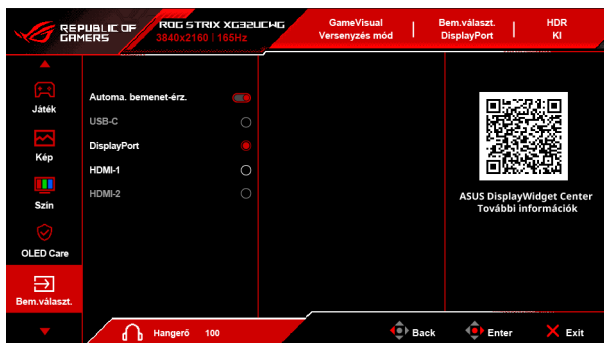 REPUBLIC OF
GAMERS
ROG STRIX XG32UCWG
3840x2160 | 165Hz
GameVisual
Versenyzés mód
Bem.választ.
DisplayPort
HDR
KI
Játék
Kép
Szín
OLED Care
Bem.választ.
Automa. bemenet-érz.
USB-C
DisplayPort
HDMI-1
HDMI-2
ASUS DisplayWidget Center
További információk
Hangerő 100
Back
Enter
Exit